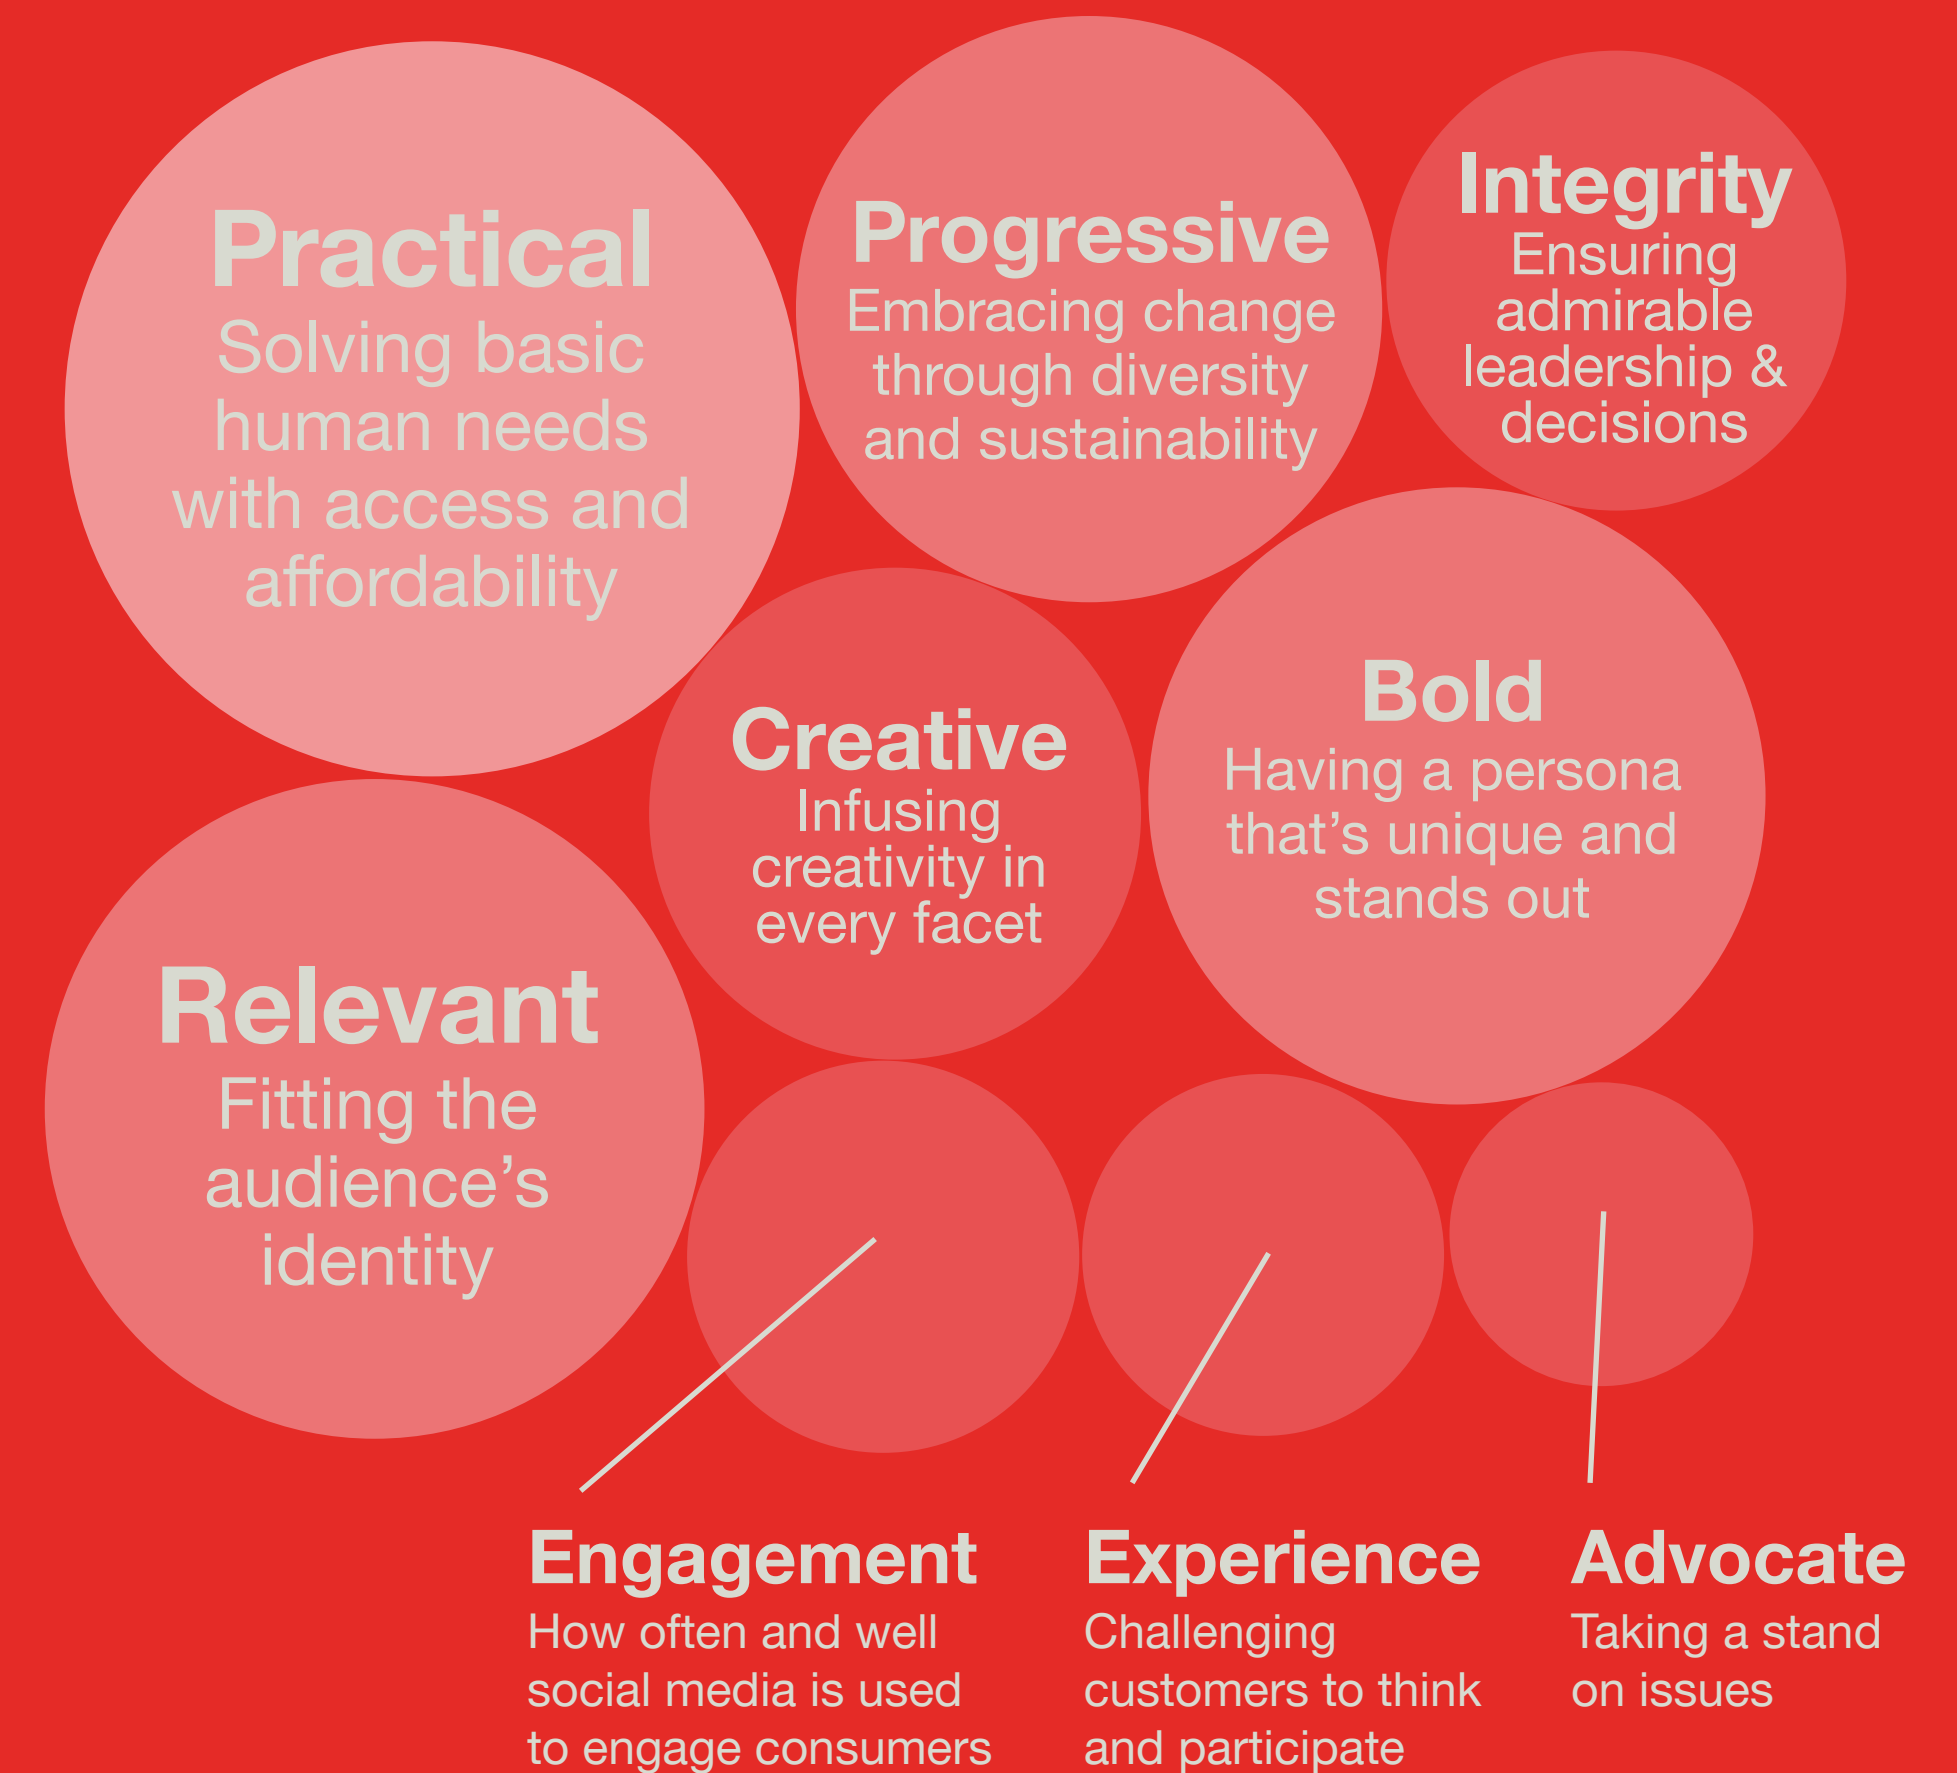 Practical
Solving basic
human needs
with access and
affordability
Progressive
Embracing change
through diversity
and sustainability
Integrity
Ensuring
admirable
leadership &
decisions
Creative
Infusing
creativity in
every facet
Bold
Having a persona
that’s unique and
stands out
Relevant
Fitting the
audience’s
identity
Engagement
How often and well
social media is used
to engage consumers
Experience
Challenging
customers to think
and participate
Advocate
Taking a stand
on issues